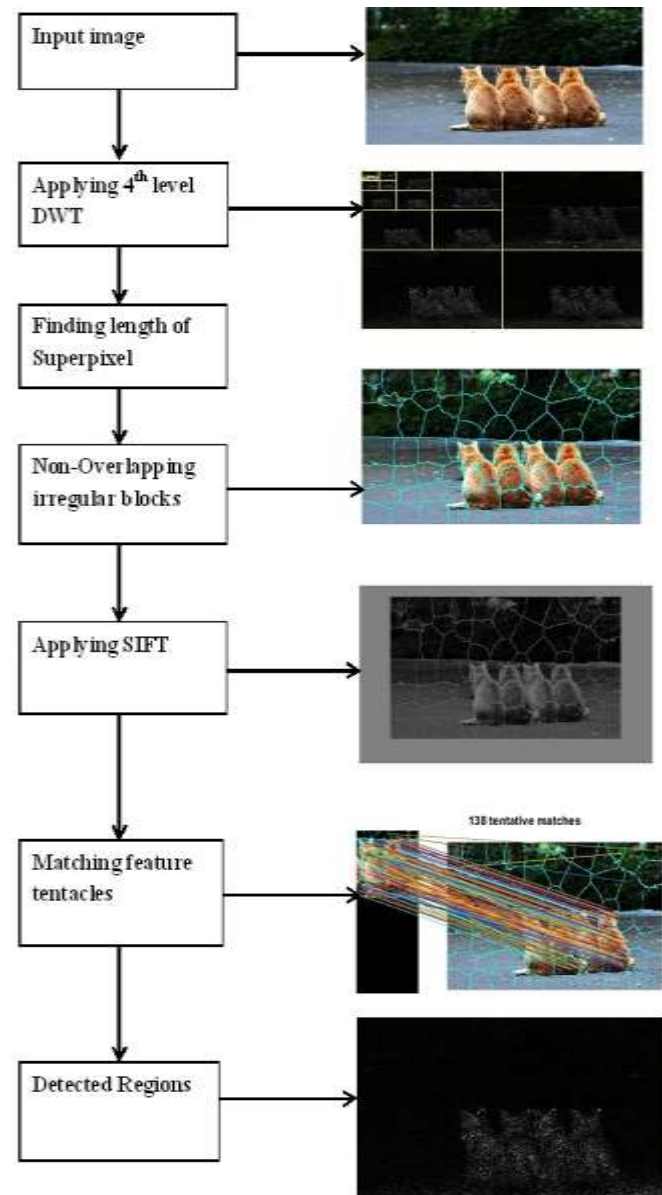 Input image
Applying 4th level
DWT
Finding length of
Superpixel
Non-Overlapping
irregular blocks
Applying SIFT
138 tentative matches
Matching feature
tentacles
Detected Regions